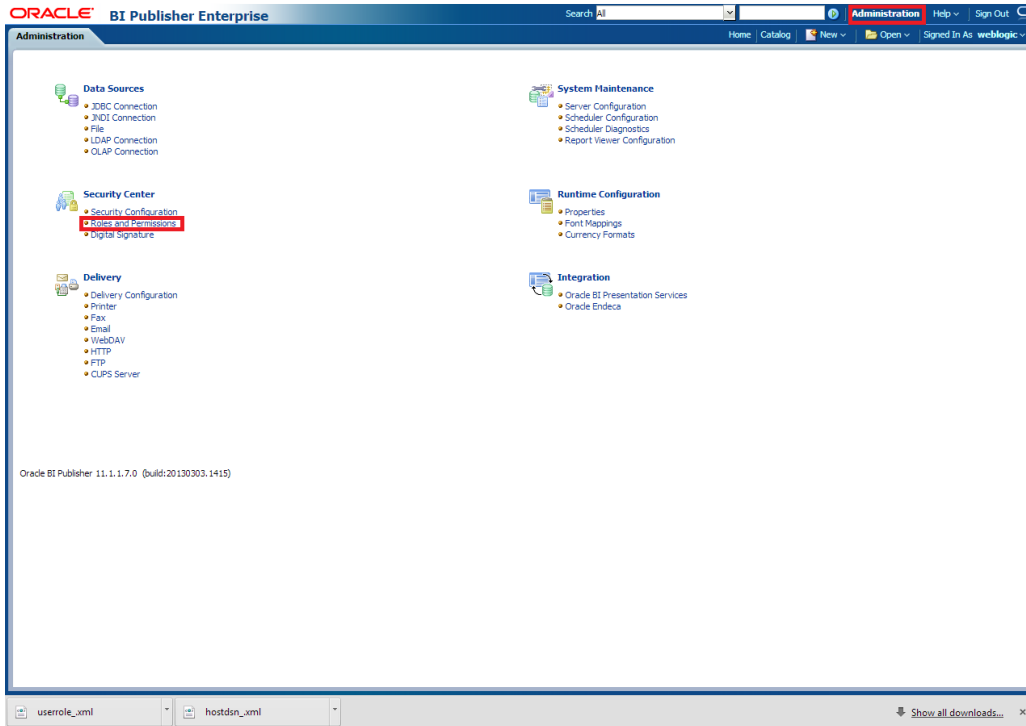 ORACLE BI Publisher Enterprise
Search All
Administration Help Sign Out
Administration
Home Catalog New Open Signed In As weblogic
Data Sources
JDBC Connection
JNDI Connection
File
LDAP Connection
OLAP Connection
System Maintenance
Server Configuration
Scheduler Configuration
Scheduler Diagnostics
Report Viewer Configuration
Security Center
Security Configuration
Roles and Permissions
Digital Signature
Runtime Configuration
Properties
Font Mappings
Currency Formats
Delivery
Delivery Configuration
Printer
Fax
Email
WebDAV
HTTP
FTP
CUPS Server
Integration
Oracle BI Presentation Services
Oracle Endeca
Oracle BI Publisher 11.1.1.7.0 (build:20130303.1415)
userrole_.xml
hostdsn_.xml
Show all downloads...